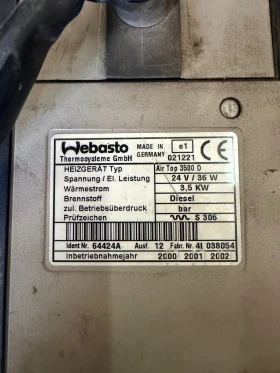 Webasto MADE IN e1 CE
Thermosysteme GmbH GERMANY 021221
HEIZGERÄT Typ Air Top 3500 D
Spannung / El. Leistung 24 V / 36 W
Wärmestrom 3,5 KW
Brennstoff Diesel
zul. Betriebsüberdruck bar
Prüfzeichen S 306
Ident Nr. 64424A Ausf. 12 Fabr. Nr. 4I 038054
Inbetriebnahmejahr 2000 2001 2002